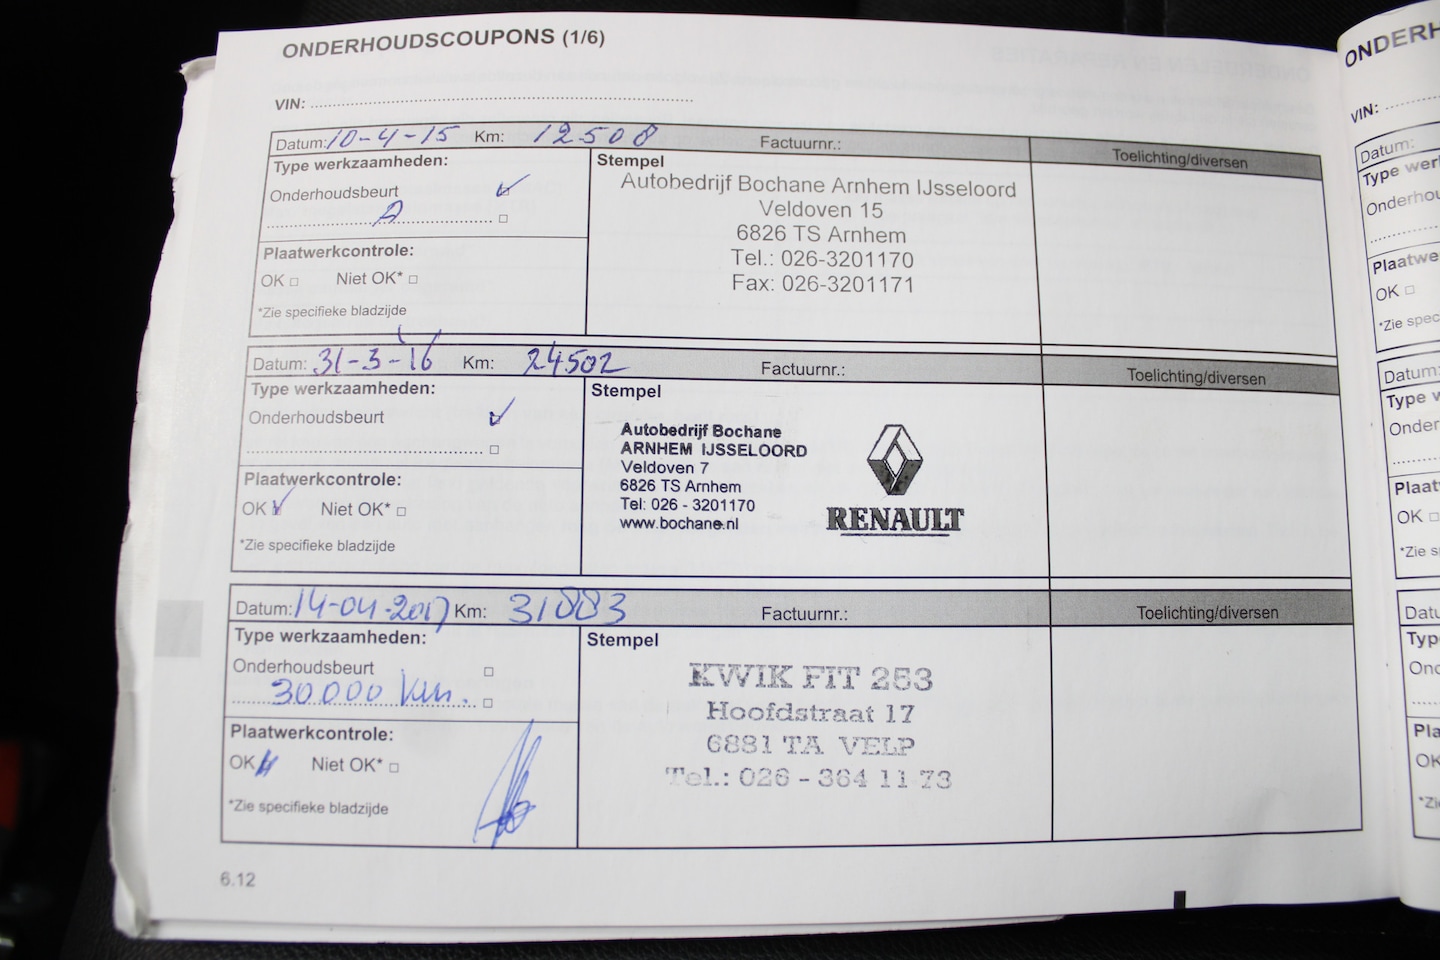 ONDERHOUDSCOUPONS (1/6)
VIN:
Datum: 10-4-15 Km: 12508 Factuurnr.: Toelichting/diversen
Type werkzaamheden:
Onderhoudsbeurt
A
Plaatwerkcontrole:
OK Niet OK*
*Zie specifieke bladzijde
Stempel
Autobedrijf Bochane Arnhem IJsseloord
Veldoven 15
6826 TS Arnhem
Tel.: 026-3201170
Fax: 026-3201171
Datum: 31-3-16 Km: 24502 Factuurnr.: Toelichting/diversen
Type werkzaamheden:
Onderhoudsbeurt
Plaatwerkcontrole:
OK Niet OK*
*Zie specifieke bladzijde
Stempel
Autobedrijf Bochane
ARNHEM IJSSELOORD
Veldoven 7
6826 TS Arnhem
Tel: 026 - 3201170
www.bochane.nl
RENAULT
Datum: 14-04-2017 Km: 31883 Factuurnr.: Toelichting/diversen
Type werkzaamheden:
Onderhoudsbeurt
30000 km.
Plaatwerkcontrole:
OK Niet OK*
*Zie specifieke bladzijde
Stempel
KWIK FIT 253
Hoofdstraat 17
6881 TA VELP
Tel.: 026 - 364 11 73
6.12
ONDERH
VIN:
Datum:
Type werk
Onderhou
Plaatwe
OK
*Zie spec
Datum:
Type w
Onder
Plaat
OK
*Zie s
Datu
Typ
Ond
Pla
OK
*Zi